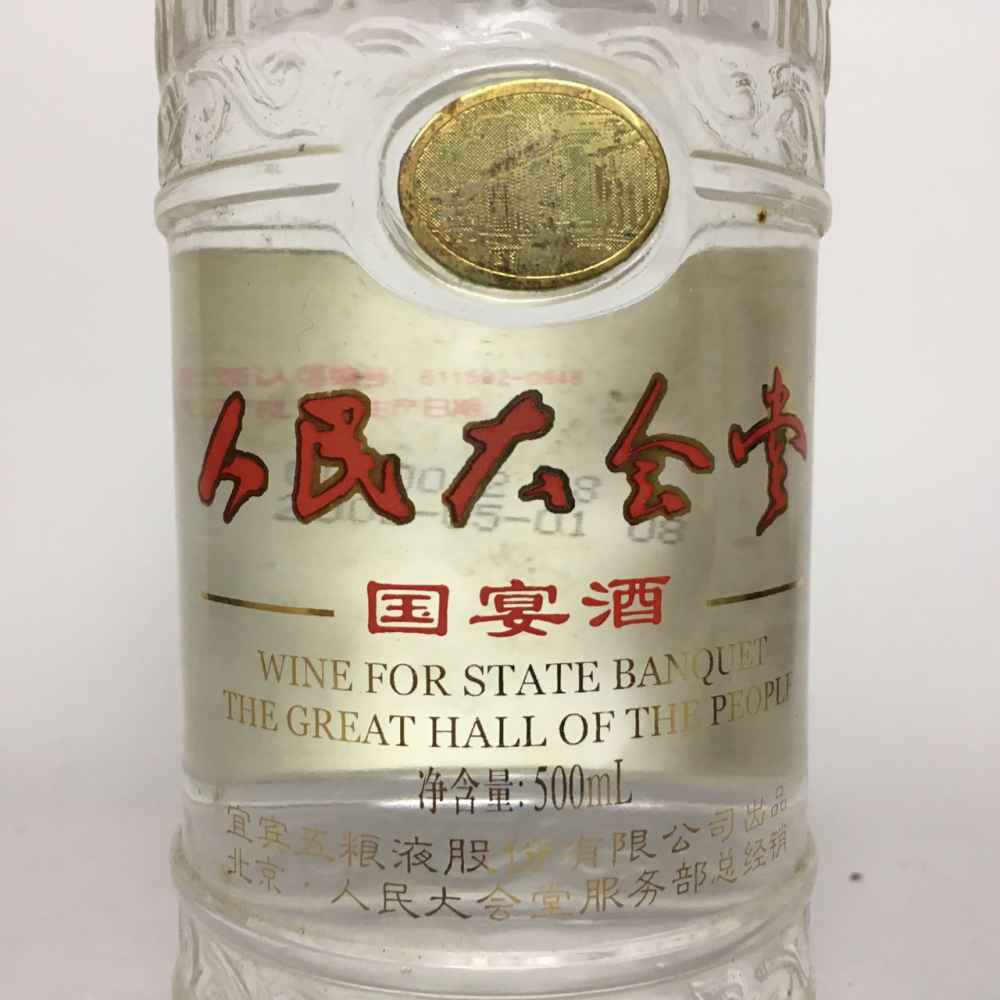 人民大会堂
国宴酒
WINE FOR STATE BANQUET
THE GREAT HALL OF THE PEOPLE
净含量:500mL
宜宾五粮液股份有限公司出品
北京·人民大会堂服务部总经销